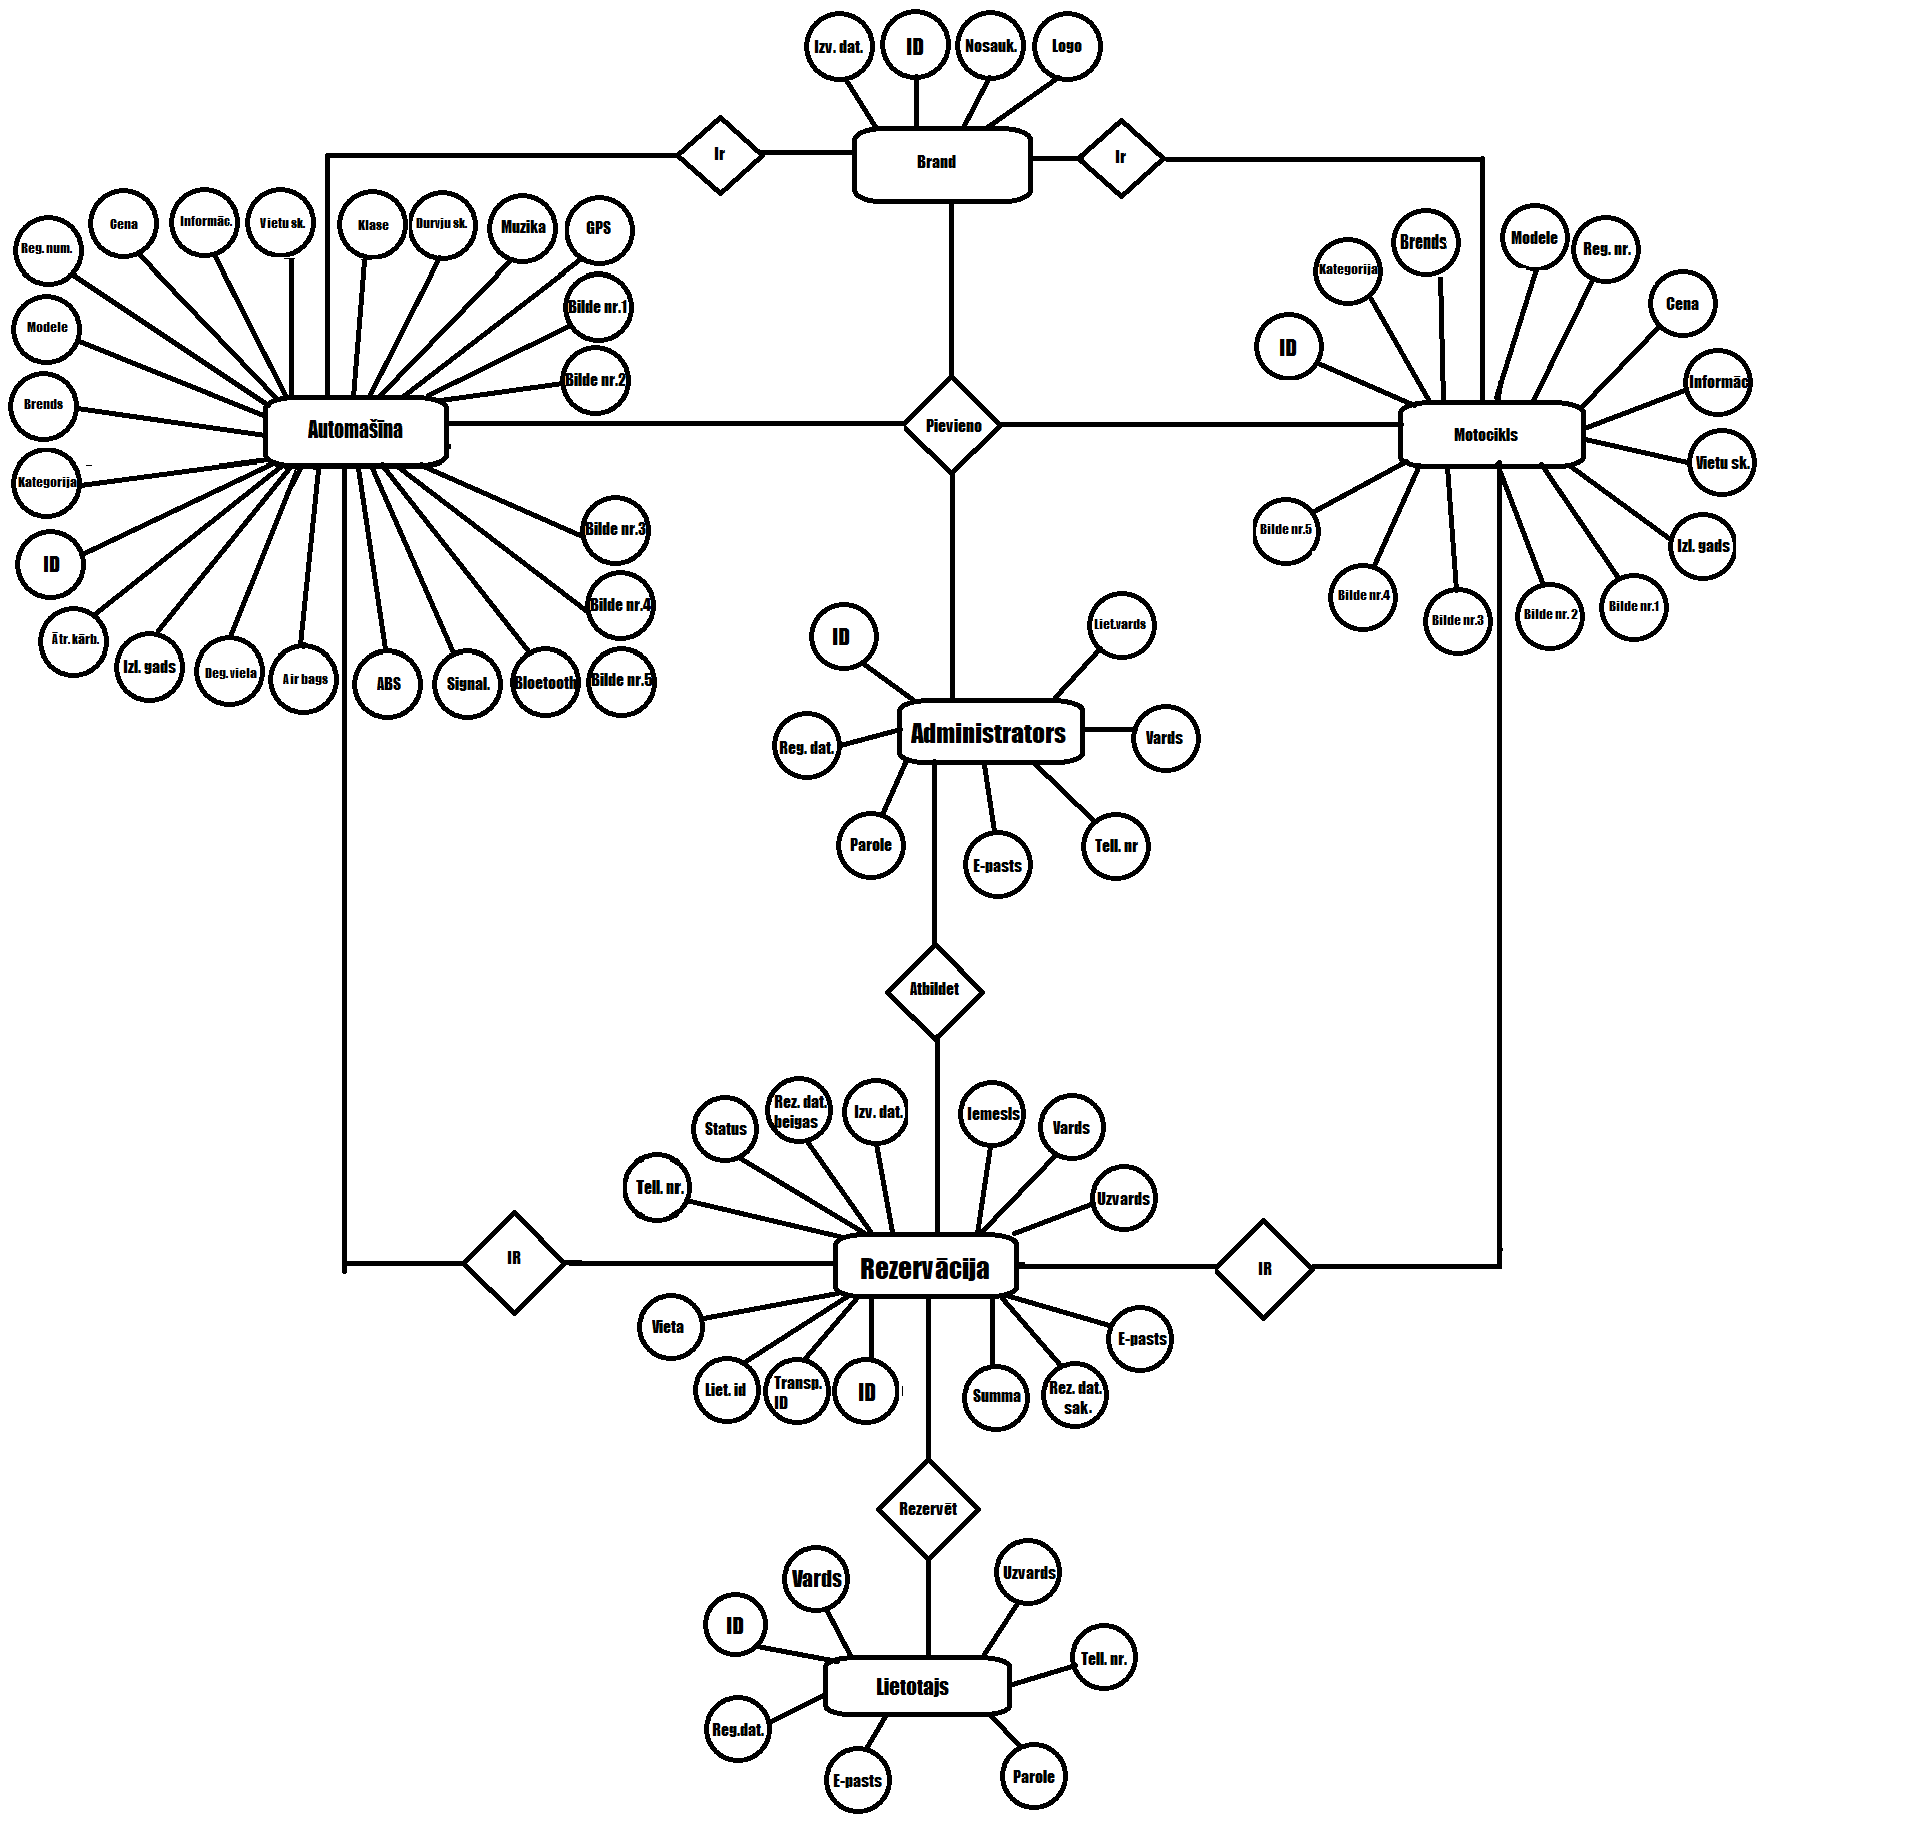 Izv. dat.
ID
Nosauk.
Logo
Ir
Brand
Ir
Reg. num.
Cena
Informāc.
Vietu sk.
Klase
Durvju sk.
Muzika
GPS
Bilde nr.1
Bilde nr.2
Modele
Brends
Kategorija
ID
Automašīna
Ātr. kārb.
Izl. gads
Deg. viela
Air bags
ABS
Signal.
Bloetooth
Bilde nr.3
Bilde nr.4
Bilde nr.5
Pievieno
Kategorija
Brends
Modele
Reg. nr.
Cena
ID
Informāc
Motocikls
Vietu sk.
Izl. gads
Bilde nr.5
Bilde nr.4
Bilde nr.3
Bilde nr. 2
Bilde nr.1
ID
Liet.vards
Administrators
Reg. dat.
Vards
Parole
E-pasts
Tell. nr
Atbildet
Tell. nr.
Status
Rez. dat.
beigas
Izv. dat.
Iemesls
Vards
Uzvards
IR
Rezervācija
IR
Vieta
Liet. id
Transp.
ID
ID
Summa
Rez. dat.
sak.
E-pasts
Rezervēt
Vards
Uzvards
ID
Tell. nr.
Lietotajs
Reg.dat.
E-pasts
Parole